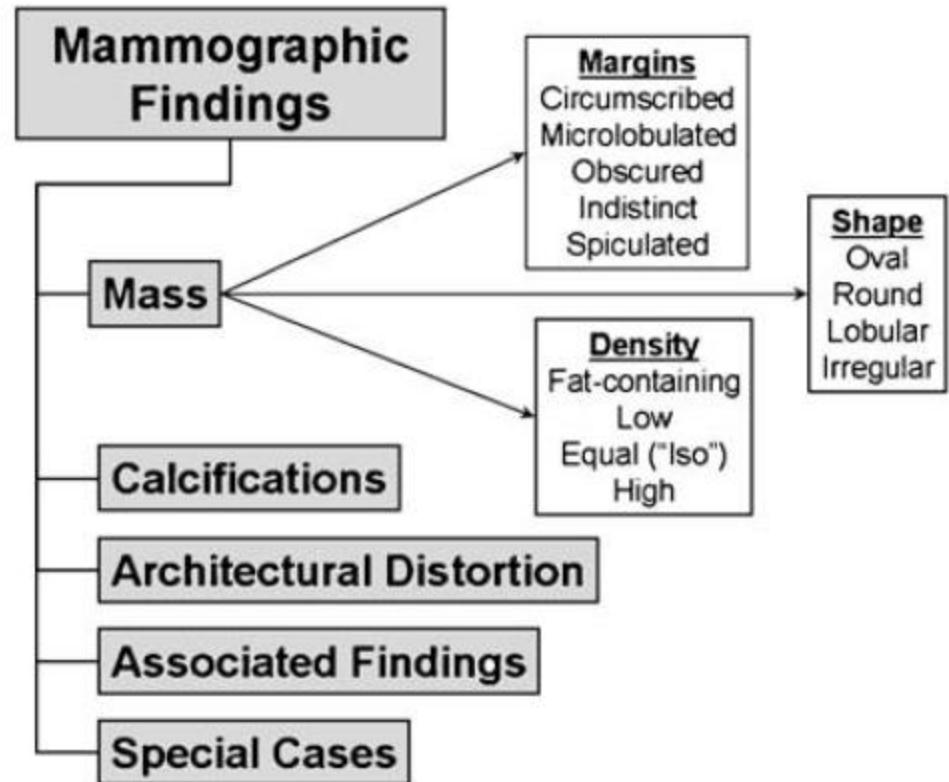 Mammographic
Findings
Margins
Circumscribed
Microlobulated
Obscured
Indistinct
Spiculated
Shape
Oval
Round
Lobular
Irregular
Mass
Density
Fat-containing
Low
Equal ("Iso")
High
Calcifications
Architectural Distortion
Associated Findings
Special Cases